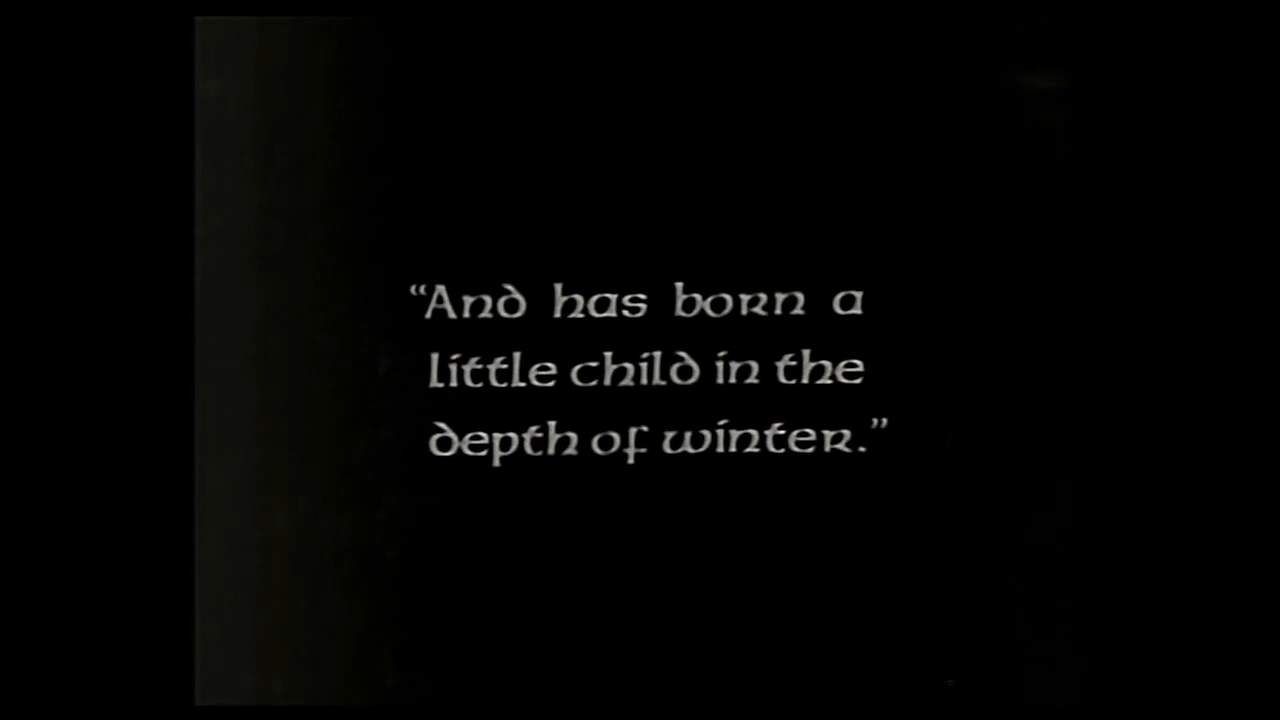 “And has born a
little child in the
depth of winter.”